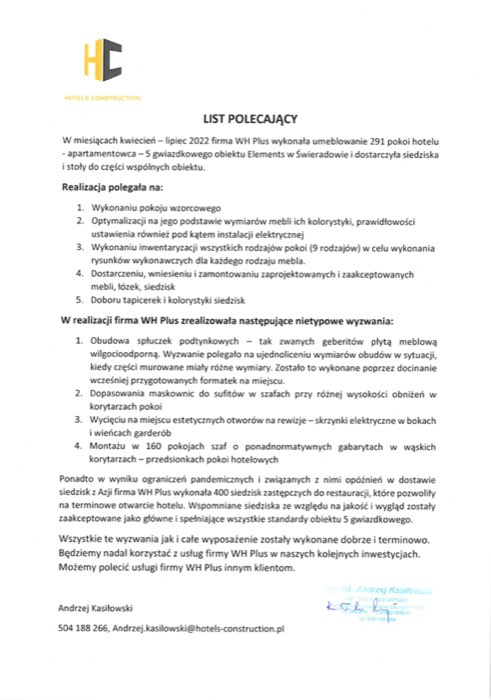 HC
HOTELS CONSTRUCTION
LIST POLECAJĄCY
W miesiącach kwiecień – lipiec 2022 firma WH Plus wykonała umeblowanie 291 pokoi hotelu
- apartamentowca – 5 gwiazdkowego obiektu Elements w Świeradowie i dostarczyła siedziska
i stoły do części wspólnych obiektu.
Realizacja polegała na:
1. Wykonaniu pokoju wzorcowego
2. Optymalizacji na jego podstawie wymiarów mebli ich kolorystyki, prawidłowości
ustawienia również pod kątem instalacji elektrycznej
3. Wykonaniu inwentaryzacji wszystkich rodzajów pokoi (9 rodzajów) w celu wykonania
rysunków wykonawczych dla każdego rodzaju mebla.
4. Dostarczeniu, wniesieniu i zamontowaniu zaprojektowanych i zaakceptowanych
mebli, łózek, siedzisk
5. Doboru tapicerek i kolorystyki siedzisk
W realizacji firma WH Plus zrealizowała następujące nietypowe wyzwania:
1. Obudowa spłuczek podtynkowych – tak zwanych geberitów płytą meblową
wilgocioodporną. Wyzwanie polegało na ujednoliceniu wymiarów obudów w sytuacji,
kiedy części murowane miały różne wymiary. Zostało to wykonane poprzez docinanie
wcześniej przygotowanych formatek na miejscu.
2. Dopasowania maskownic do sufitów w szafach przy różnej wysokości obniżeń w
korytarzach pokoi
3. Wycięciu na miejscu estetycznych otworów na rewizje – skrzynki elektryczne w bokach
i wieńcach garderób
4. Montażu w 160 pokojach szaf o ponadnormatywnych gabarytach w wąskich
korytarzach – przedsionkach pokoi hotelowych
Ponadto w wyniku ograniczeń pandemicznych i związanych z nimi opóźnień w dostawie
siedzisk z Azji firma WH Plus wykonała 400 siedzisk zastępczych do restauracji, które pozwoliły
na terminowe otwarcie hotelu. Wspomniane siedziska ze względu na jakość i wygląd zostały
zaakceptowane jako główne i spełniające wszystkie standardy obiektu 5 gwiazdkowego.
Wszystkie te wyzwania jak i całe wyposażenie zostały wykonane dobrze i terminowo.
Będziemy nadal korzystać z usług firmy WH Plus w naszych kolejnych inwestycjach.
Możemy polecić usługi firmy WH Plus innym klientom.
inż. Andrzej Kasiłowski
Andrzej Kasiłowski
504 188 266, Andrzej.kasilowski@hotels-construction.pl